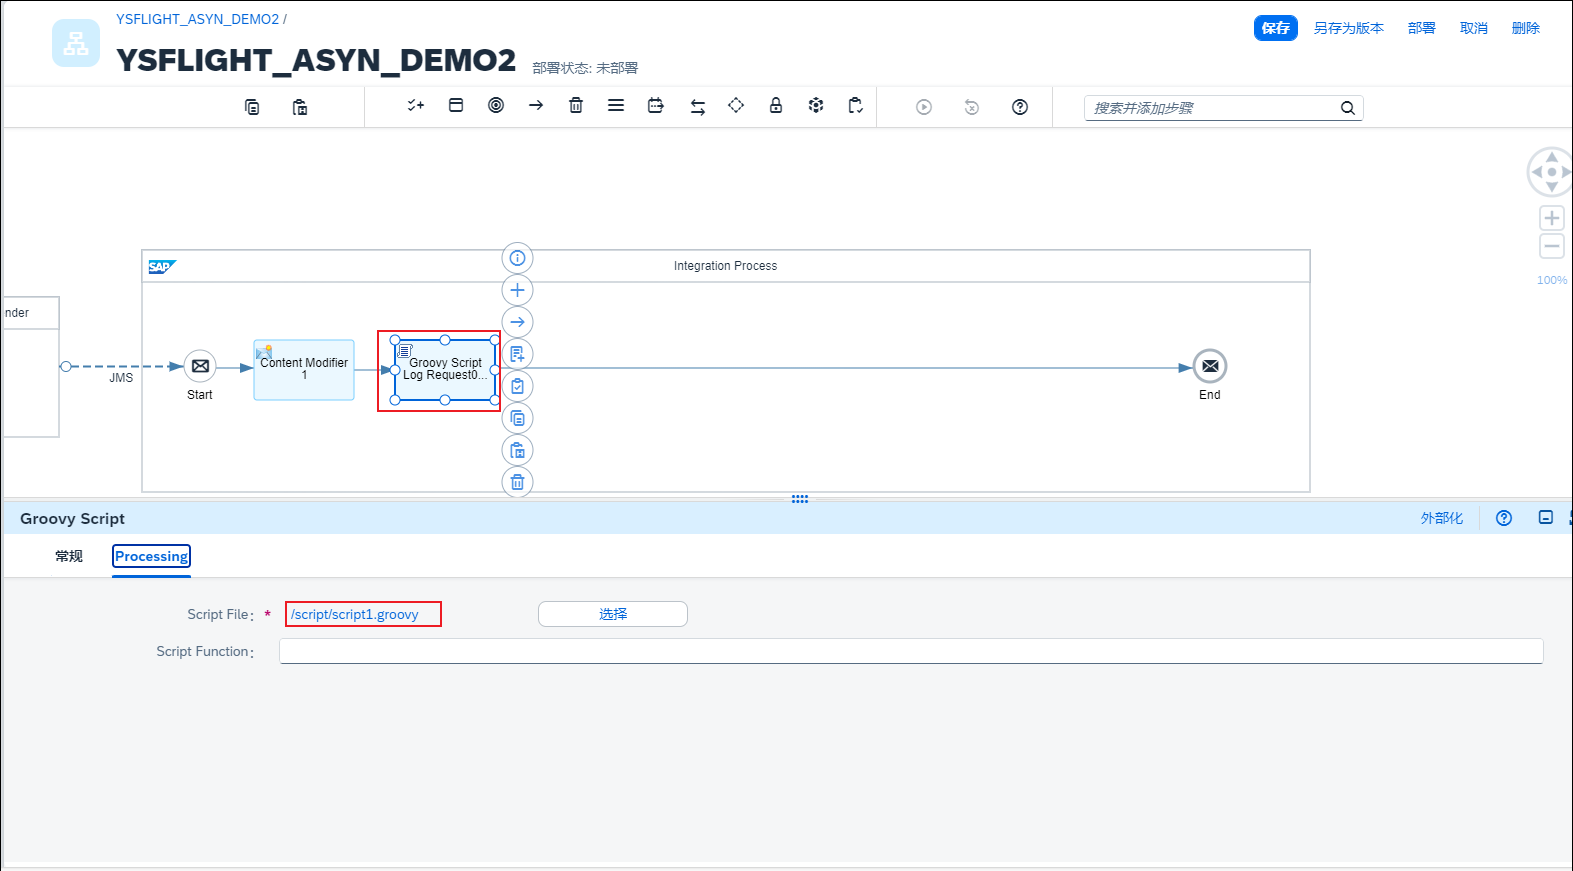 YSFLIGHT_ASYN_DEMO2 /
YSFLIGHT_ASYN_DEMO2
部署状态: 未部署
保存
另存为版本
部署
取消
删除
搜索并添加步骤
100%
SAP
Integration Process
nder
JMS
Start
Content Modifier
1
Groovy Script
Log Request0...
End
Groovy Script
外部化
常规
Processing
Script File: *
/script/script1.groovy
选择
Script Function: